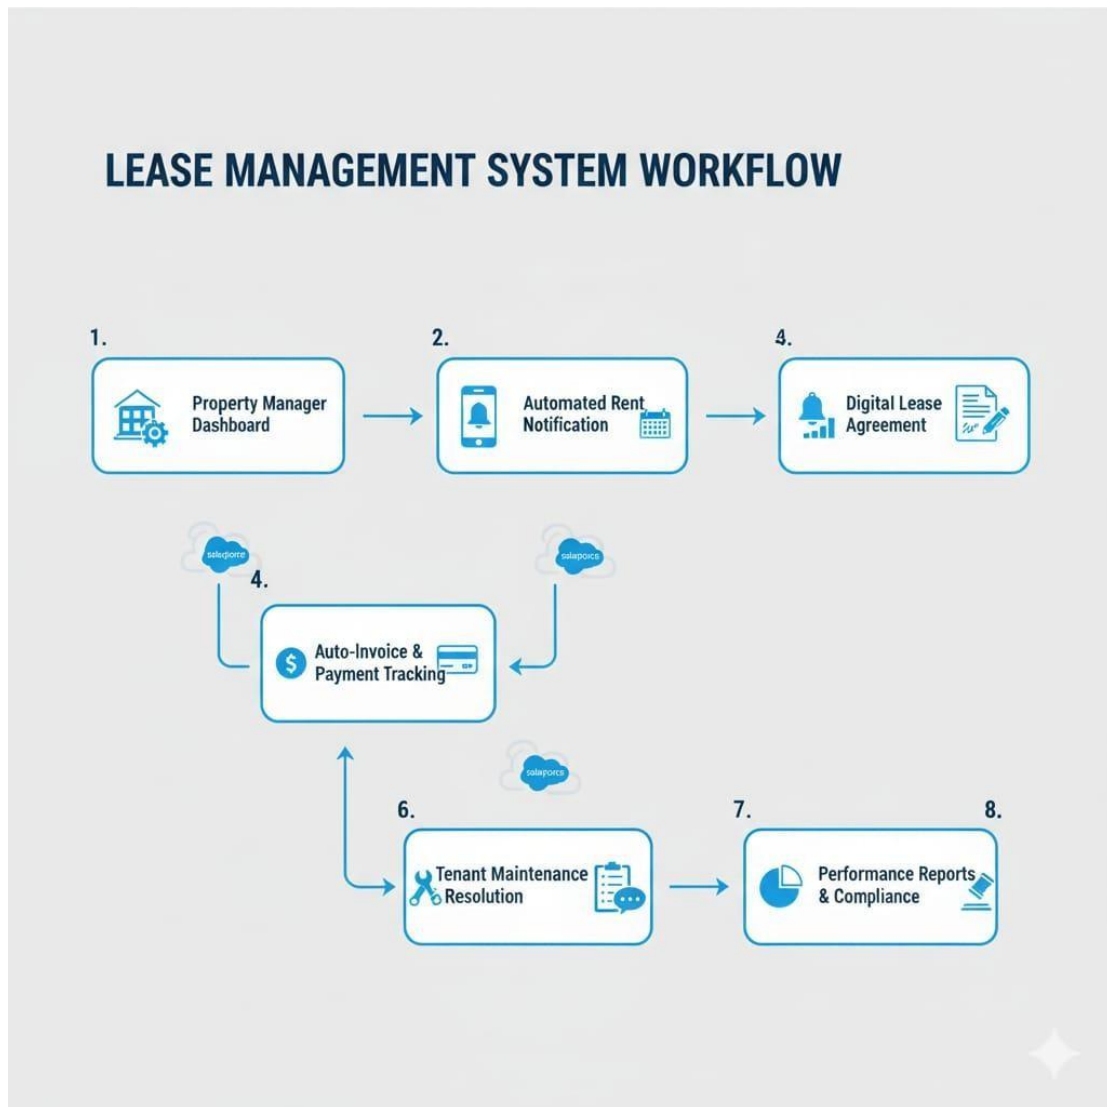 LEASE MANAGEMENT SYSTEM WORKFLOW
1.
2.
4.
Property Manager
Dashboard
Automated Rent
Notification
Digital Lease
Agreement
4.
Auto-Invoice &
Payment Tracking
6.
7.
8.
Tenant Maintenance
Resolution
Performance Reports
& Compliance